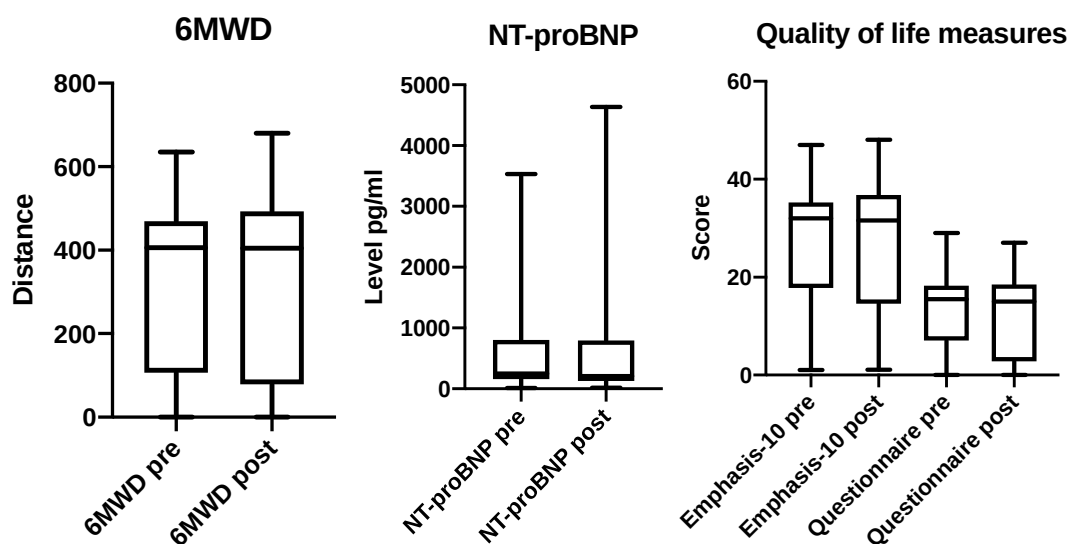 6MWD
NT-proBNP
Quality of life measures
Distance
800
600
400
200
0
6MWD pre
6MWD post
Level pg/ml
5000
4000
3000
2000
1000
0
NT-proBNP pre
NT-proBNP post
Score
60
40
20
0
Emphasis-10 pre
Emphasis-10 post
Questionnaire pre
Questionnaire post